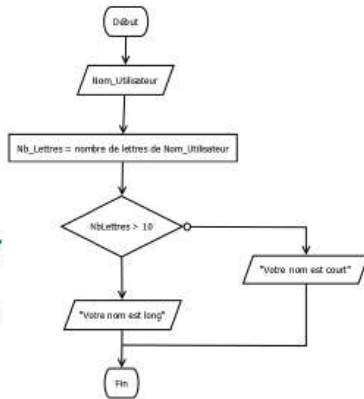 Début
Nom_Utilisateur
Nb_Lettres = nombre de lettres de Nom_Utilisateur
NbLettres > 10
"Votre nom est court"
"Votre nom est long"
Fin